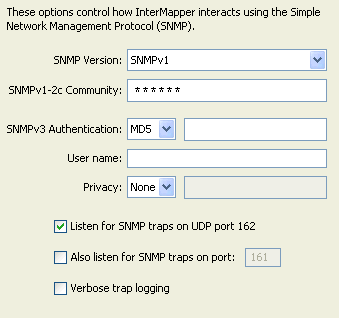 These options control how InterMapper interacts using the Simple
Network Management Protocol (SNMP).
SNMP Version: SNMPv1
SNMPv1-2c Community: ******
SNMPv3 Authentication: MD5
User name:
Privacy: None
Listen for SNMP traps on UDP port 162
Also listen for SNMP traps on port: 161
Verbose trap logging